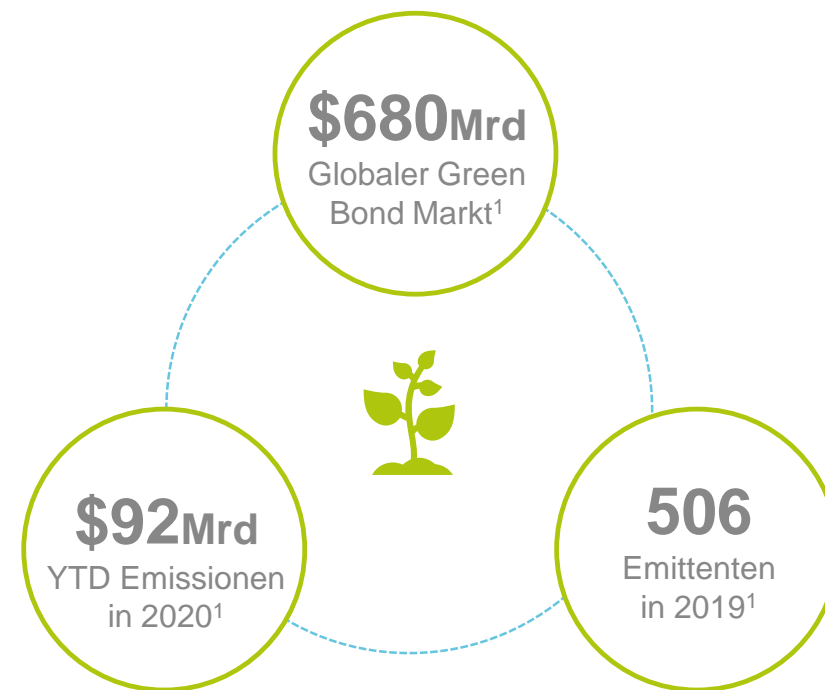 $680Mrd
Globaler Green
Bond Markt¹
$92Mrd
YTD Emissionen
in 2020¹
506
Emittenten
in 2019¹